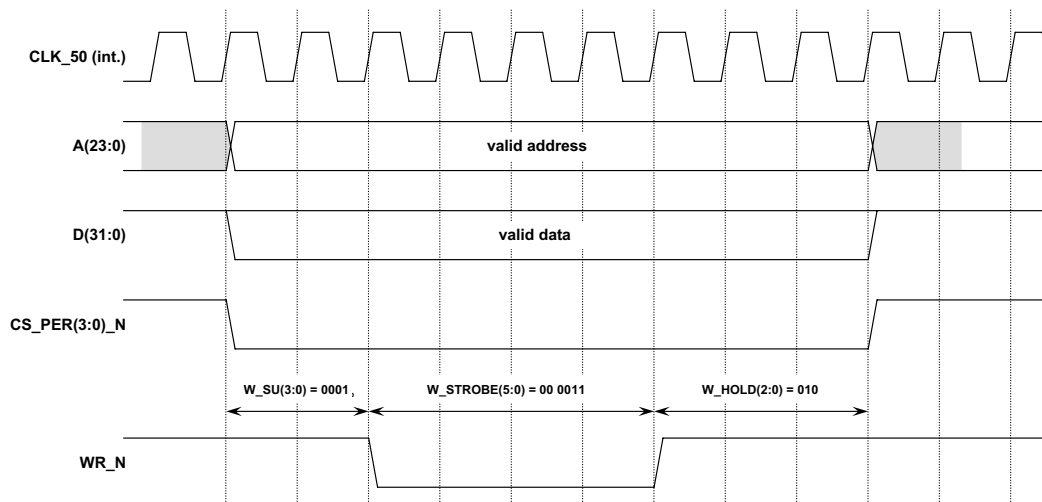 CLK_50 (int.)
A(23:0)
valid address
D(31:0)
valid data
CS_PER(3:0)_N
W_SU(3:0) = 0001 , W_STROBE(5:0) = 00 0011 W_HOLD(2:0) = 010
WR_N